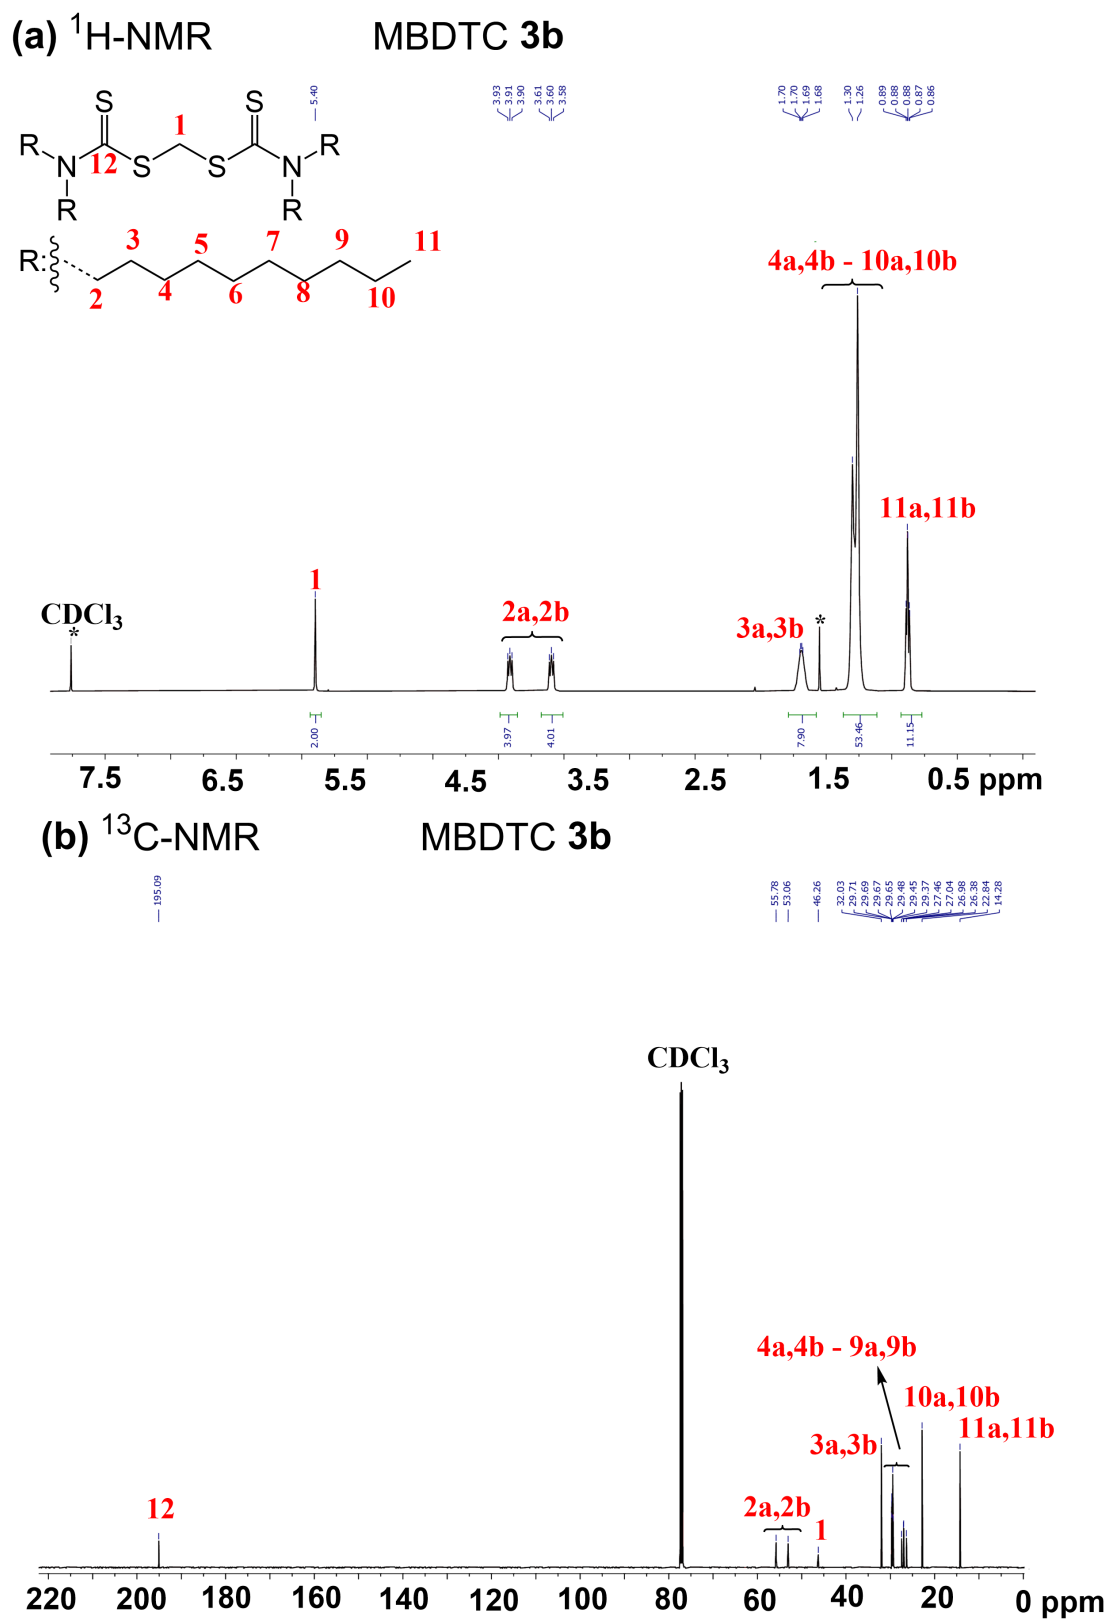 (a) ¹H-NMR MBDTC 3b
5.40
3.93
3.91
3.90
3.61
3.60
3.58
1.70
1.70
1.69
1.68
1.30
1.26
0.89
0.88
0.88
0.87
0.86
S S
1
R N 12 S S N R
R R
R:
3 5 7 9 11
2 4 6 8 10
4a,4b - 10a,10b
11a,11b
1
CDCl₃
*
2a,2b
3a,3b
*
2.00
3.97
4.01
7.90
53.46
11.15
7.5 6.5 5.5 4.5 3.5 2.5 1.5 0.5 ppm
(b) ¹³C-NMR MBDTC 3b
195.09
55.78
53.06
46.26
32.03
29.71
29.69
29.67
29.65
29.48
29.45
29.37
27.46
27.04
26.98
26.38
22.84
14.28
CDCl₃
4a,4b - 9a,9b
10a,10b
3a,3b
11a,11b
12
2a,2b
1
220 200 180 160 140 120 100 80 60 40 20 0 ppm